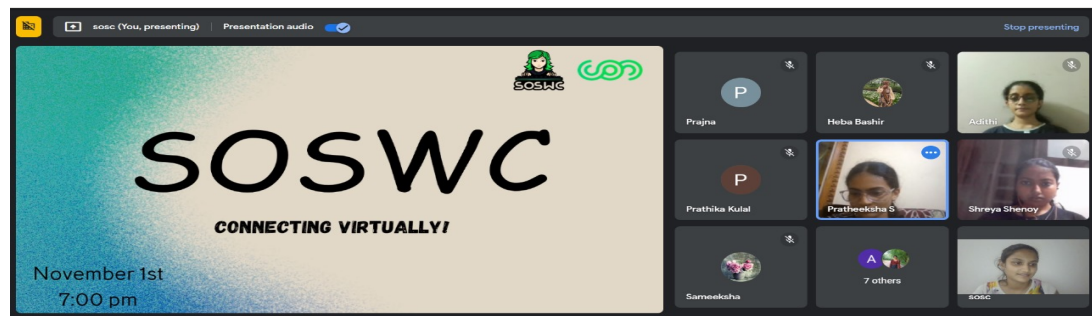 sosc (You, presenting) Presentation audio Stop presenting
SOSWC
SOSWC
CONNECTING VIRTUALLY!
November 1st
7:00 pm
P
Prajna
Heba Bashir
Adithi
P
Prathika Kulal
Pratheeksha S
Shreya Shenoy
Sameeksha
A
7 others
sosc